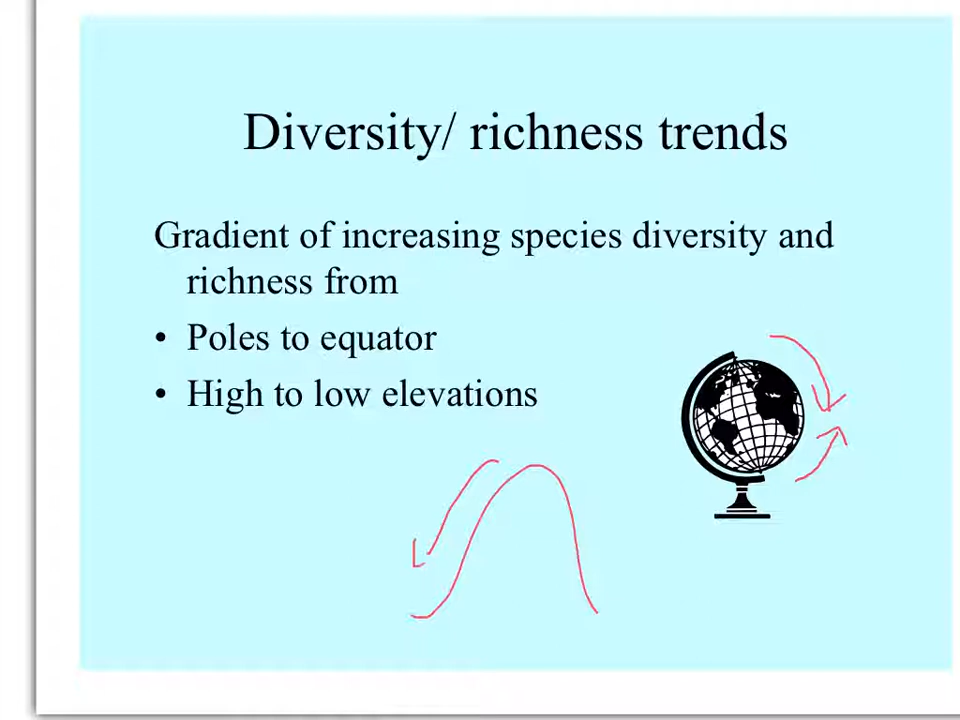 Diversity/ richness trends
Gradient of increasing species diversity and
richness from
• Poles to equator
• High to low elevations